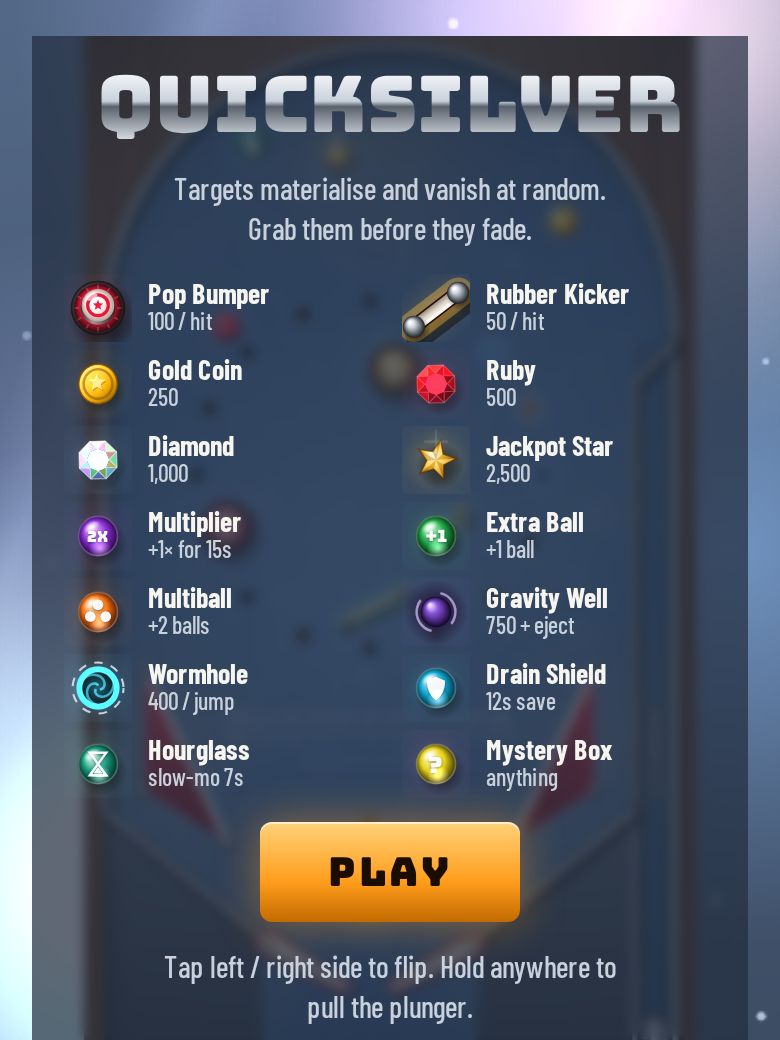 QUICKSILVER
Targets materialise and vanish at random.
Grab them before they fade.
Pop Bumper
100 / hit
Rubber Kicker
50 / hit
Gold Coin
250
Ruby
500
Diamond
1,000
Jackpot Star
2,500
2X
Multiplier
+1× for 15s
+1
Extra Ball
+1 ball
Multiball
+2 balls
Gravity Well
750 + eject
Wormhole
400 / jump
Drain Shield
12s save
Hourglass
slow-mo 7s
?
Mystery Box
anything
PLAY
Tap left / right side to flip. Hold anywhere to
pull the plunger.